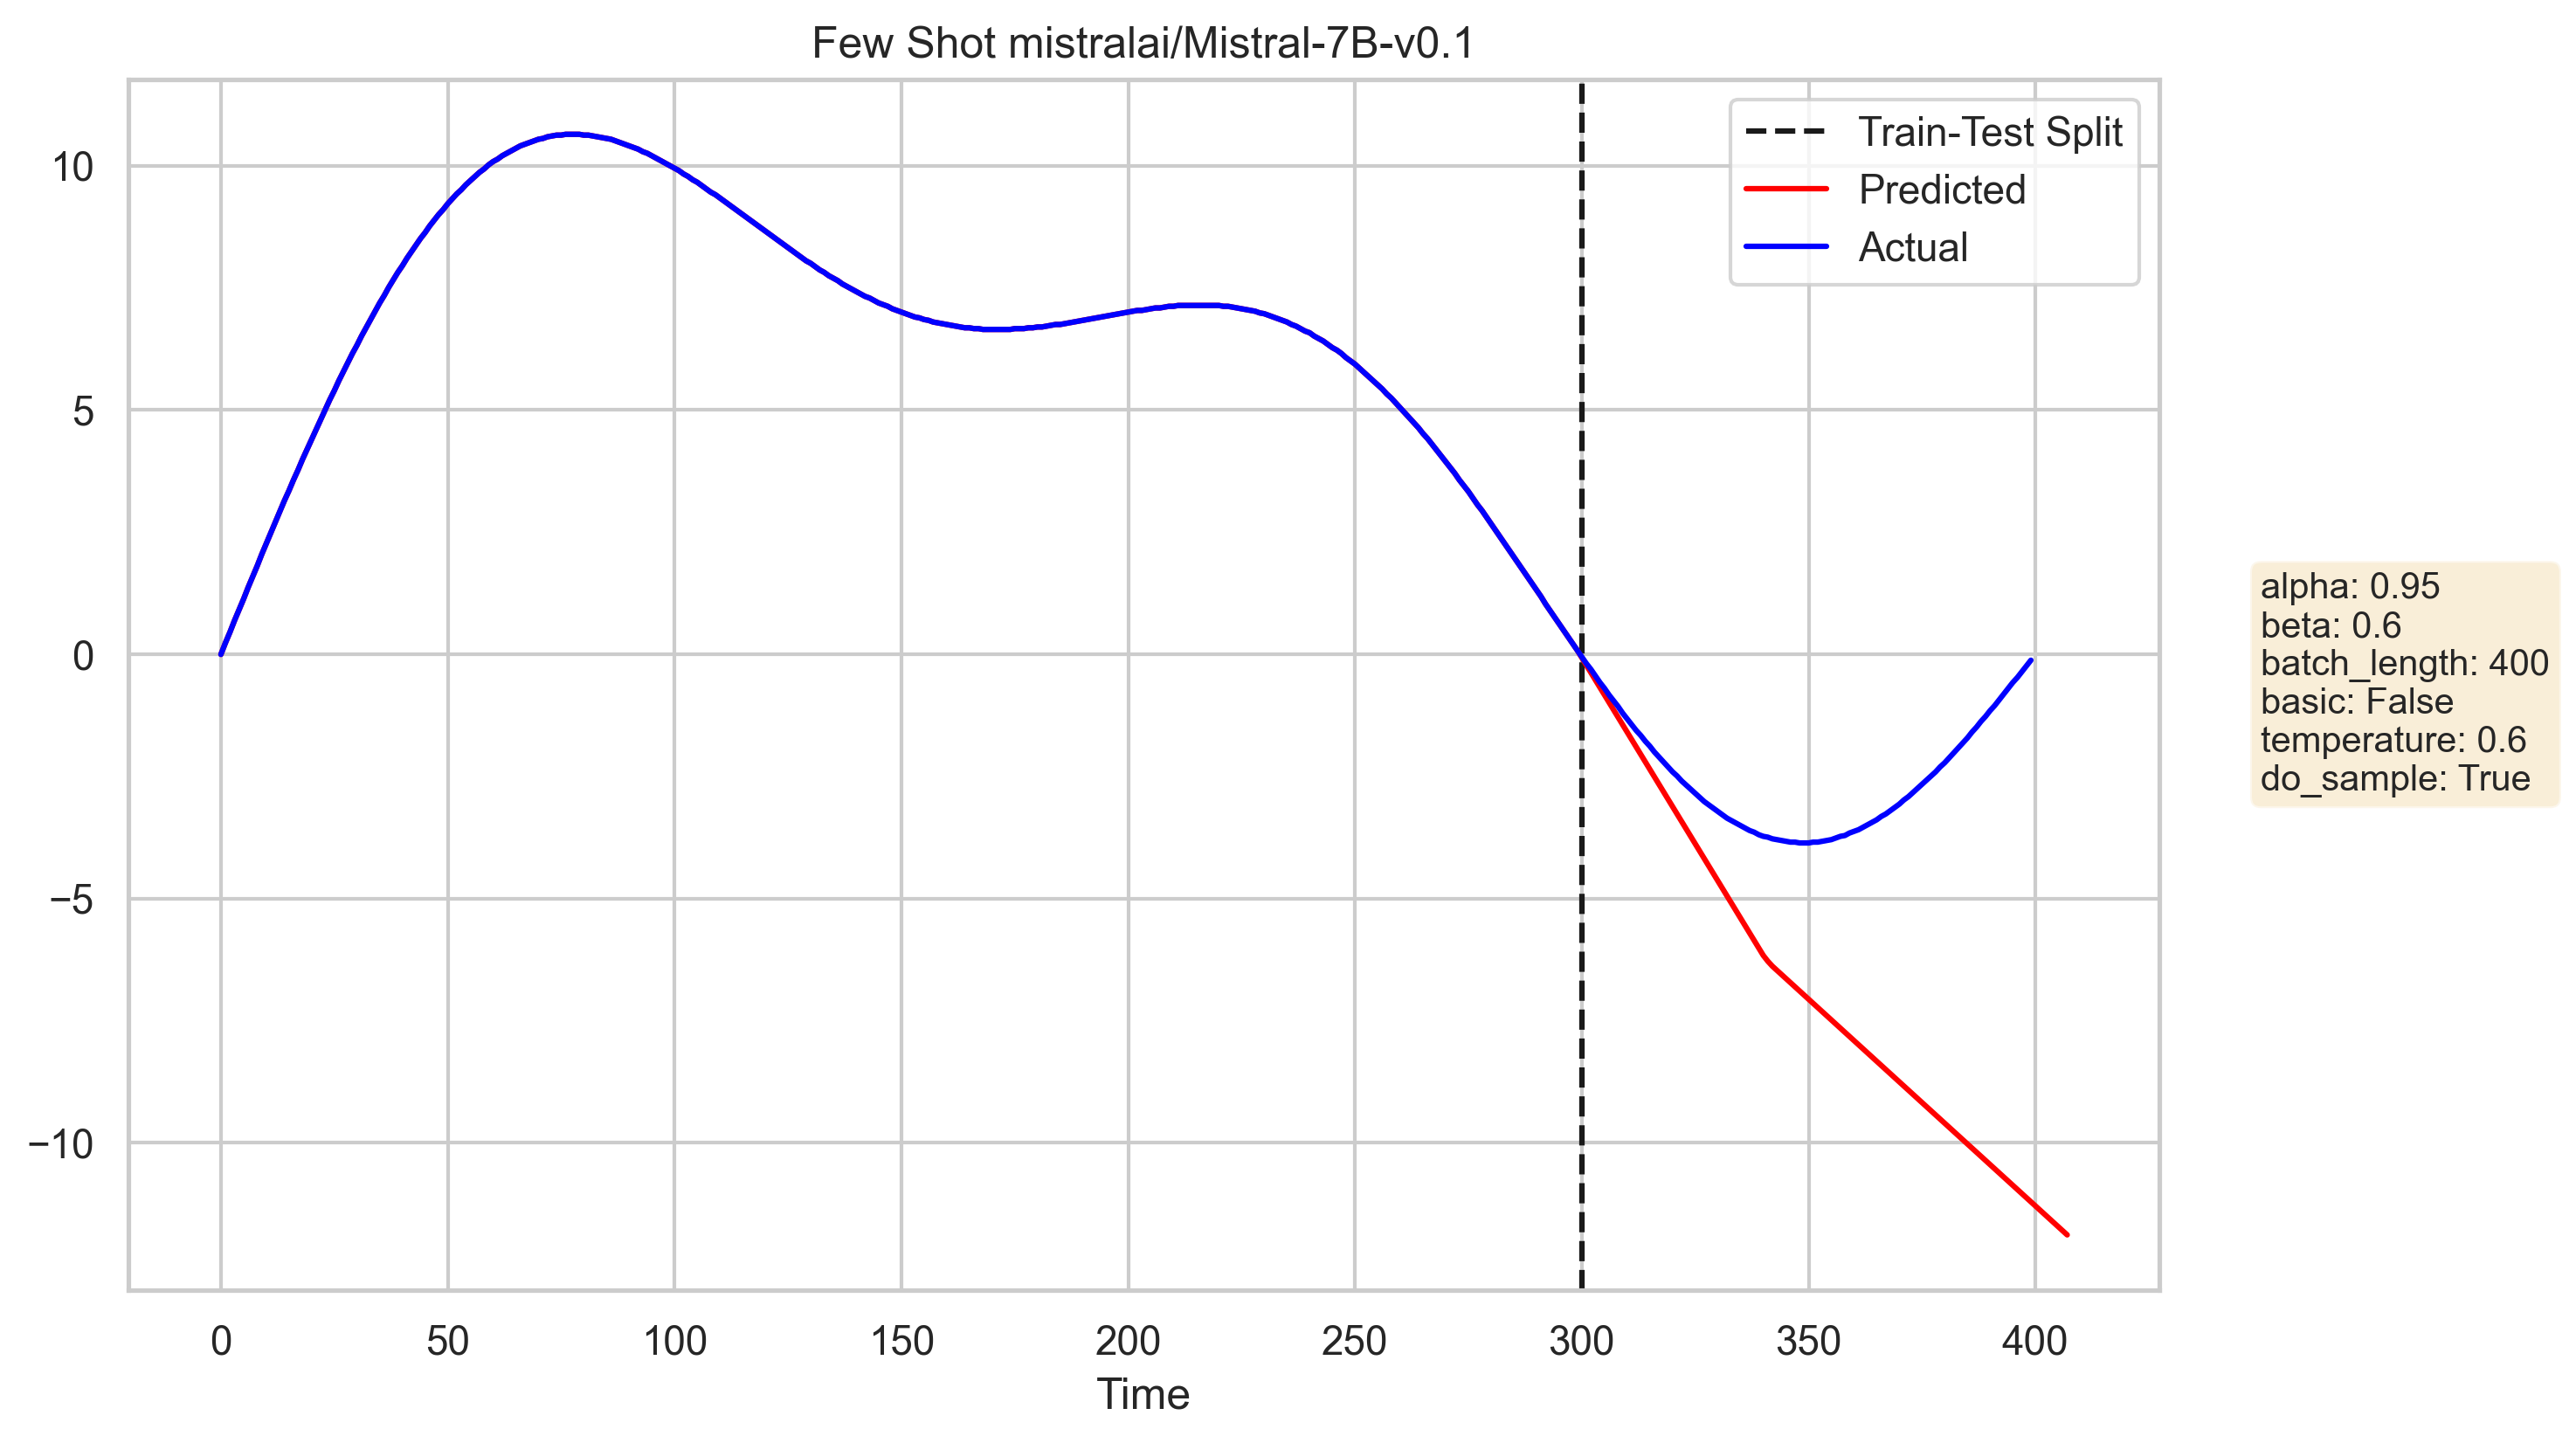 Few Shot mistralai/Mistral-7B-v0.1
Train-Test Split
Predicted
Actual
10
5
0
−5
−10
0 50 100 150 200 250 300 350 400
Time
alpha: 0.95
beta: 0.6
batch_length: 400
basic: False
temperature: 0.6
do_sample: True